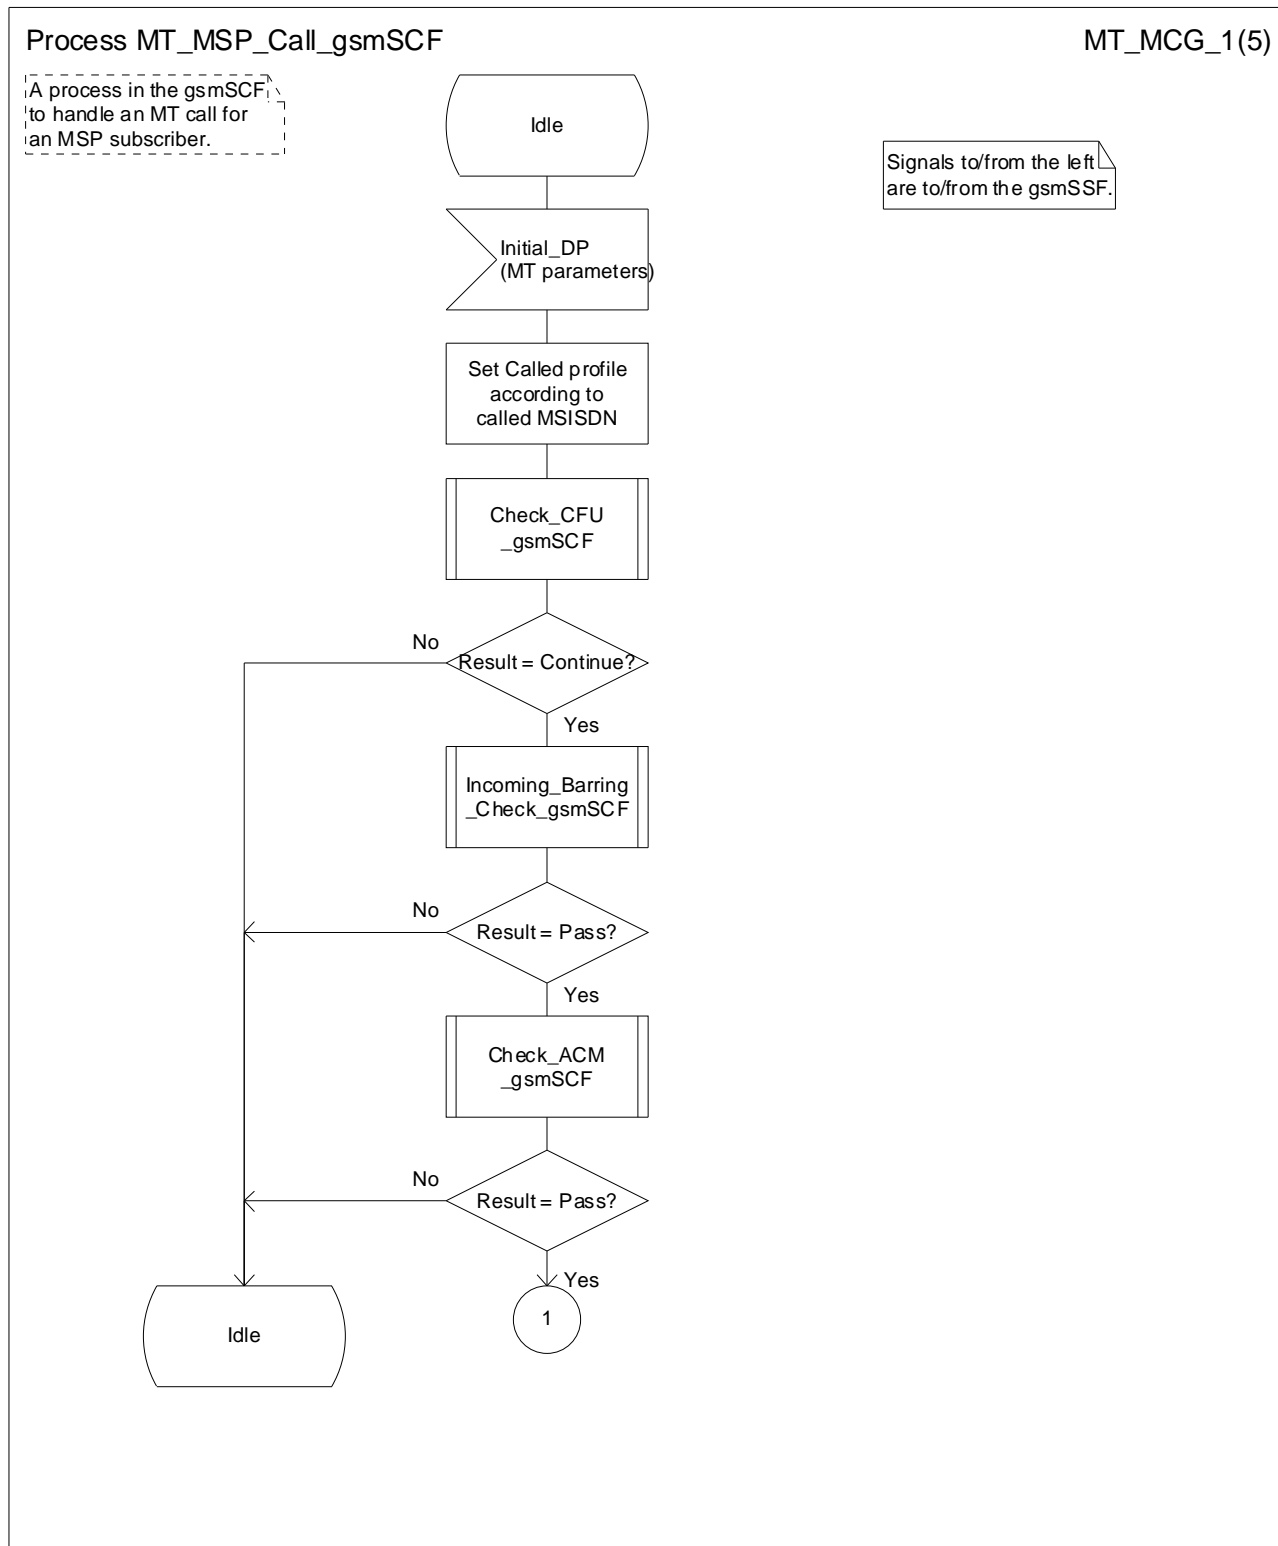 Process MT_MSP_Call_gsmSCF
MT_MCG_1(5)
A process in the gsmSCF
to handle an MT call for
an MSP subscriber.
Idle
Signals to/from the left
are to/from the gsmSSF.
Initial_DP
(MT parameters)
Set Called profile
according to
called MSISDN
Check_CFU
_gsmSCF
No
Result = Continue?
Yes
Incoming_Barring
_Check_gsmSCF
No
Result = Pass?
Yes
Check_ACM
_gsmSCF
No
Result = Pass?
Yes
1
Idle